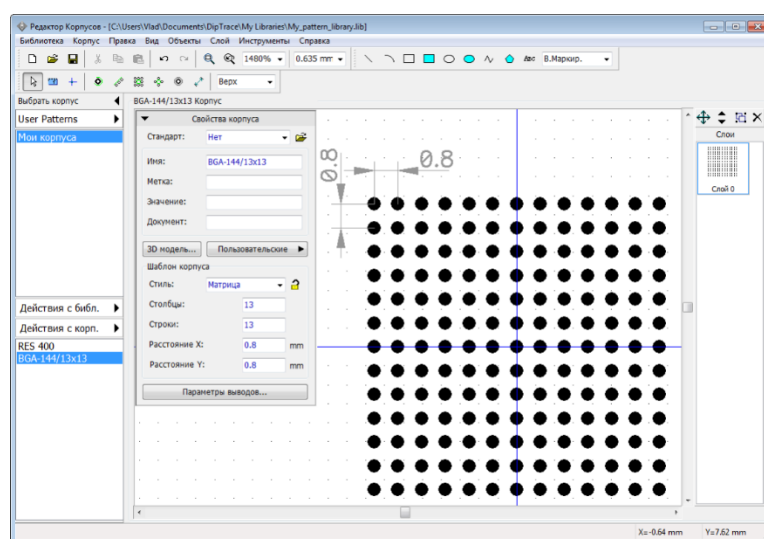 Редактор Корпусов - [C:\Users\Vlad\Documents\DipTrace\My Libraries\My_pattern_library.lib]
Библиотека Корпус Правка Вид Объекты Слой Инструменты Справка
1480% 0.635 mm Abc В.Маркир.
Верх
Выбрать корпус BGA-144/13x13 Корпус
User Patterns
Мои корпуса
Свойства корпуса
Стандарт: Нет
Имя: BGA-144/13x13
Метка:
Значение:
Документ:
3D модель... Пользовательские
Шаблон корпуса
Стиль: Матрица
Столбцы: 13
Строки: 13
Расстояние X: 0.8 mm
Расстояние Y: 0.8 mm
Параметры выводов...
0.8
0.8
Слои
Слой 0
Действия с библ.
Действия с корп.
RES 400
BGA-144/13x13
X=-0.64 mm Y=7.62 mm